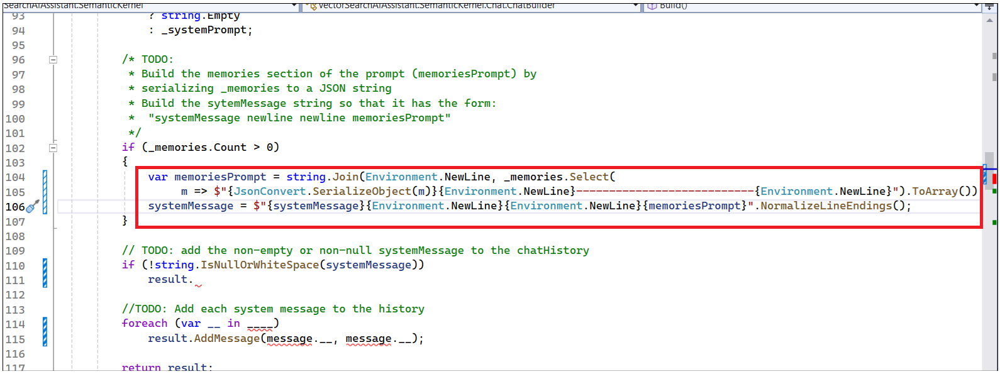 SearchAIAssistant.SemanticKernel VectorSearchAIAssistant.SemanticKernel.Chat.ChatBuilder Build()
93 ? string.Empty
94 : _systemPrompt;
95
96 /* TODO:
97 * Build the memories section of the prompt (memoriesPrompt) by
98 * serializing _memories to a JSON string
99 * Build the sytemMessage string so that it has the form:
100 * "systemMessage newline newline memoriesPrompt"
101 */
102 if (_memories.Count > 0)
103 {
104 var memoriesPrompt = string.Join(Environment.NewLine, _memories.Select(
105 m => $"{JsonConvert.SerializeObject(m)}{Environment.NewLine}---------------------------{Environment.NewLine}").ToArray())
106 systemMessage = $"{systemMessage}{Environment.NewLine}{Environment.NewLine}{memoriesPrompt}".NormalizeLineEndings();
107 }
108
109 // TODO: add the non-empty or non-null systemMessage to the chatHistory
110 if (!string.IsNullOrWhiteSpace(systemMessage))
111 result.
112
113 //TODO: Add each system message to the history
114 foreach (var __ in ____)
115 result.AddMessage(message.__, message.__);
116
117 return result;